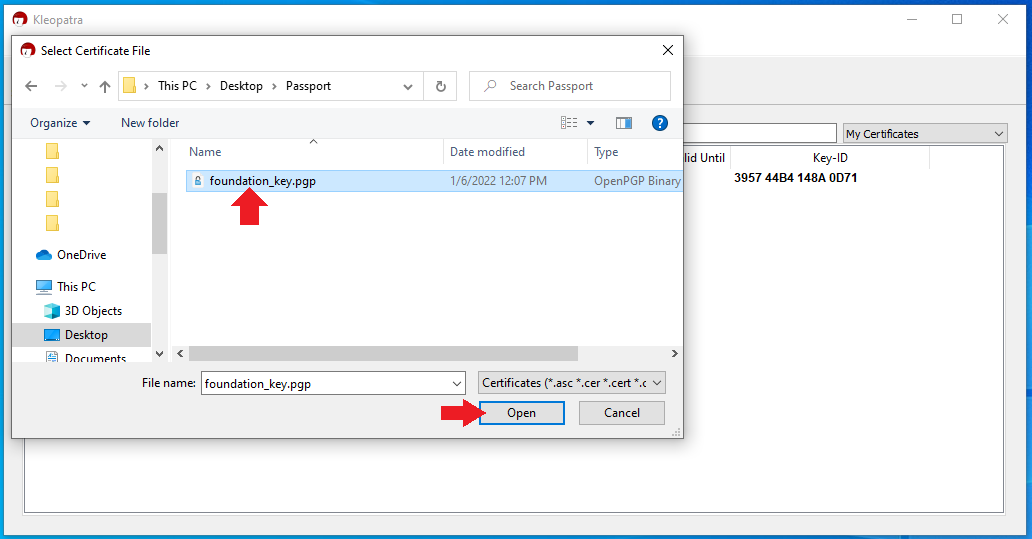 Kleopatra
Select Certificate File
This PC > Desktop > Passport
Search Passport
Organize
New folder
My Certificates
Name
Date modified
Type
lid Until
Key-ID
foundation_key.pgp
1/6/2022 12:07 PM
OpenPGP Binary
3957 44B4 148A 0D71
OneDrive
This PC
3D Objects
Desktop
Documents
File name:
foundation_key.pgp
Certificates (*.asc *.cer *.cert *.c
Open
Cancel